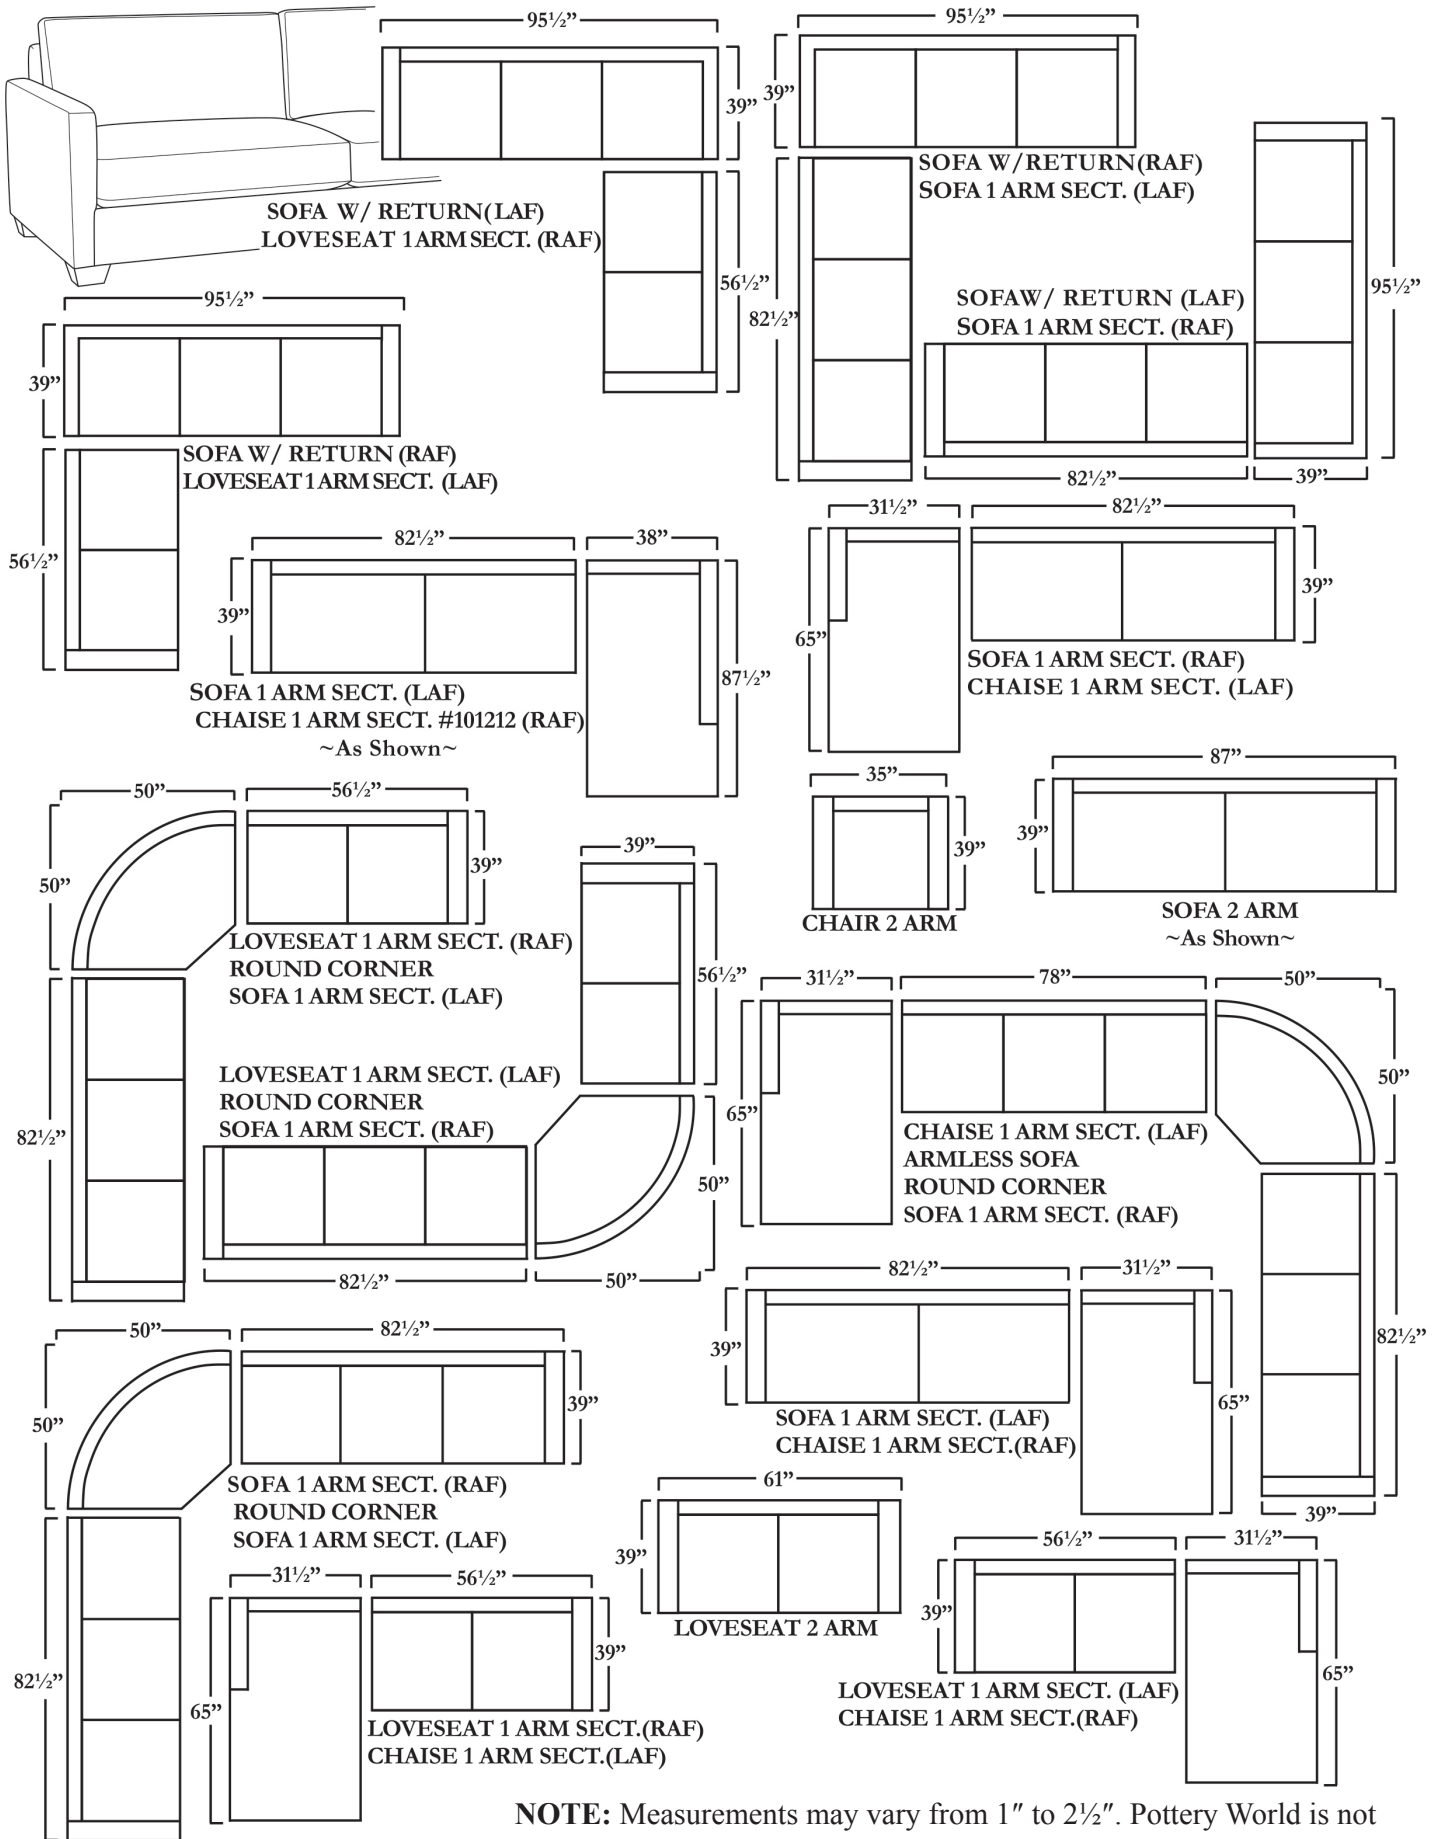 95½”
95½”
39”
39”
SOFA W/RETURN(RAF)
SOFA 1 ARM SECT. (LAF)
SOFA W/ RETURN(LAF)
LOVESEAT 1 ARM SECT. (RAF)
56½”
82½”
95½”
SOFAW/ RETURN (LAF)
SOFA 1 ARM SECT. (RAF)
82½”
39”
95½”
39”
SOFA W/ RETURN (RAF)
LOVESEAT 1 ARM SECT. (LAF)
56½”
82½”
38”
39”
87½”
SOFA 1 ARM SECT. (LAF)
CHAISE 1 ARM SECT. #101212 (RAF)
~As Shown~
31½”
82½”
65”
39”
SOFA 1 ARM SECT. (RAF)
CHAISE 1 ARM SECT. (LAF)
35”
39”
CHAIR 2 ARM
87”
39”
SOFA 2 ARM
~As Shown~
50”
56½”
50”
39”
LOVESEAT 1 ARM SECT. (RAF)
ROUND CORNER
SOFA 1 ARM SECT. (LAF)
82½”
39”
56½”
LOVESEAT 1 ARM SECT. (LAF)
ROUND CORNER
SOFA 1 ARM SECT. (RAF)
50”
82½”
50”
31½”
78”
50”
65”
50”
CHAISE 1 ARM SECT. (LAF)
ARMLESS SOFA
ROUND CORNER
SOFA 1 ARM SECT. (RAF)
82½”
39”
82½”
31½”
39”
65”
SOFA 1 ARM SECT. (LAF)
CHAISE 1 ARM SECT.(RAF)
50”
82½”
50”
39”
SOFA 1 ARM SECT. (RAF)
ROUND CORNER
SOFA 1 ARM SECT. (LAF)
82½”
31½”
56½”
65”
39”
LOVESEAT 1 ARM SECT.(RAF)
CHAISE 1 ARM SECT.(LAF)
61”
39”
LOVESEAT 2 ARM
56½”
31½”
39”
65”
LOVESEAT 1 ARM SECT. (LAF)
CHAISE 1 ARM SECT.(RAF)
NOTE: Measurements may vary from 1″ to 2½″. Pottery World is not